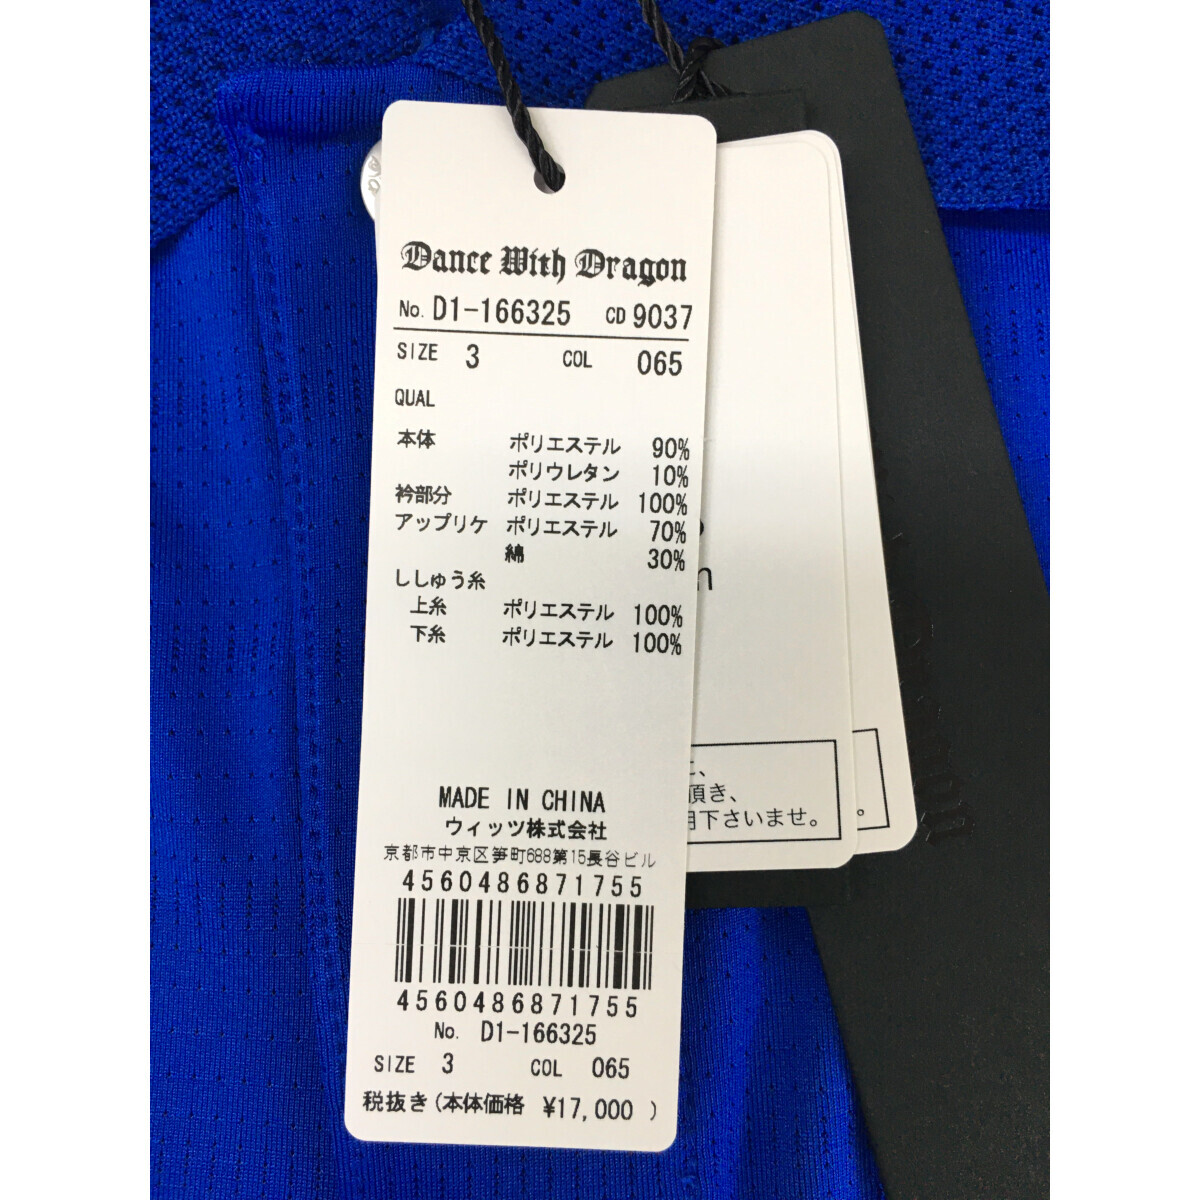 Dance With Dragon
No. D1-166325 CD 9037
SIZE 3 COL 065
QUAL
本体 ポリエステル 90%
ポリウレタン 10%
衿部分 ポリエステル 100%
アップリケ ポリエステル 70%
綿 30%
ししゅう糸
上糸 ポリエステル 100%
下糸 ポリエステル 100%
MADE IN CHINA
ウィッツ株式会社
京都市中京区笋町688第15長谷ビル
4560486871755
4560486871755
No. D1-166325
SIZE 3 COL 065
税抜き(本体価格 ¥17,000 )
頂き、
下さいませ。